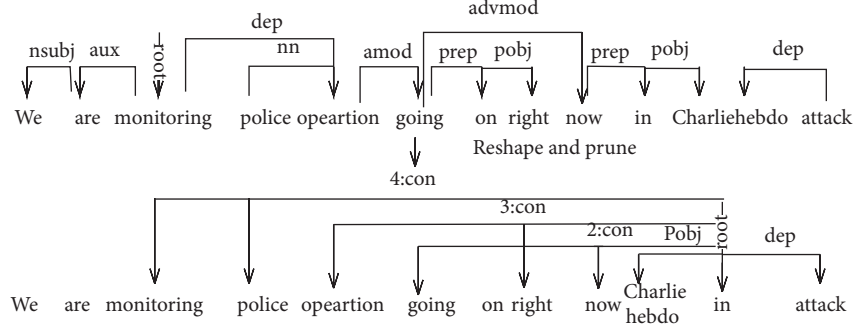 advmod
dep
nsubj aux root nn amod prep pobj prep pobj dep
We are monitoring police opeartion going on right now in Charliehebdo attack
Reshape and prune
4:con
3:con
2:con Pobj root dep
We are monitoring police opeartion going on right now Charlie hebdo in attack